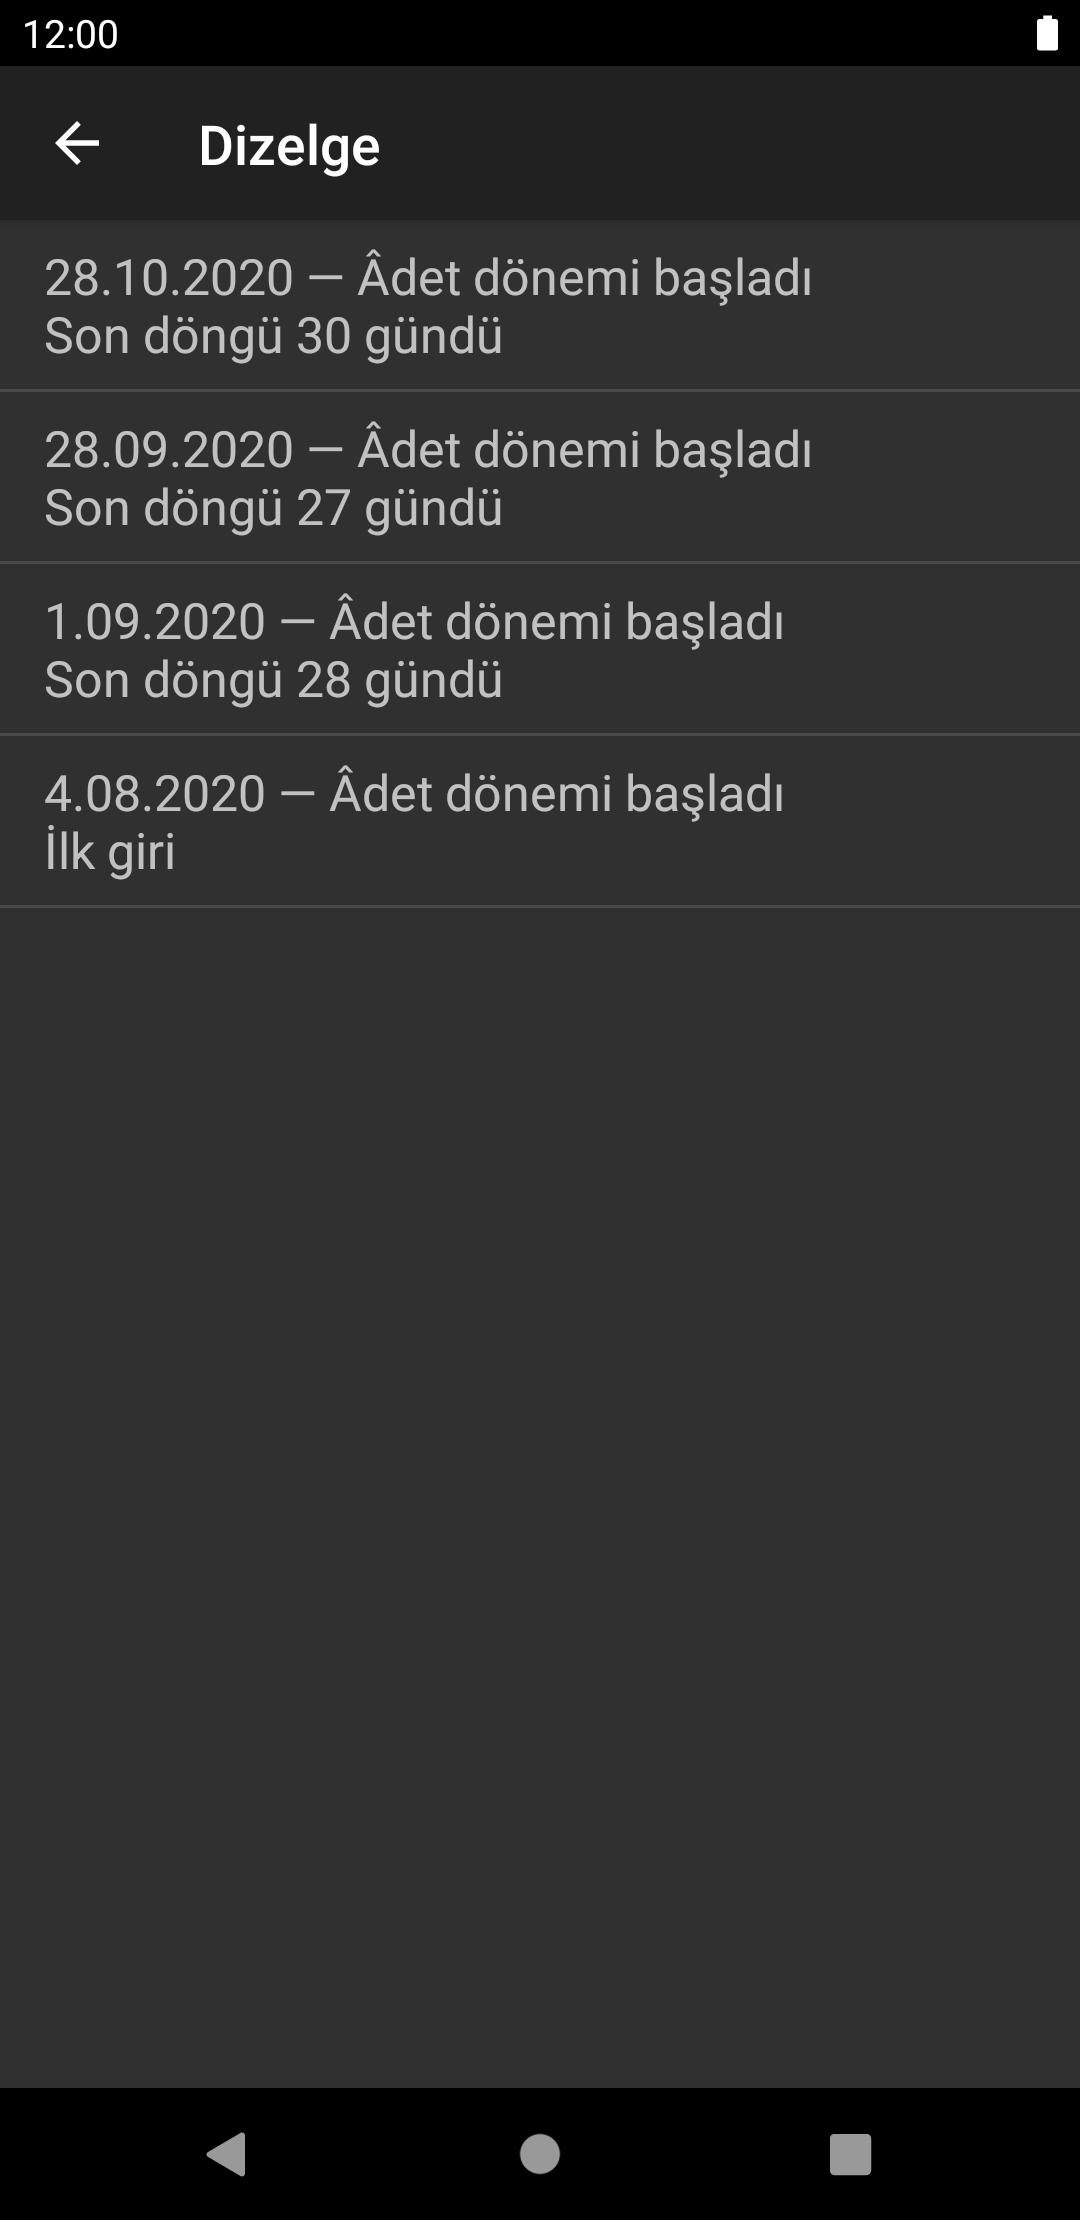 12:00
Dizelge
28.10.2020 — Âdet dönemi başladı
Son döngü 30 gündü
28.09.2020 — Âdet dönemi başladı
Son döngü 27 gündü
1.09.2020 — Âdet dönemi başladı
Son döngü 28 gündü
4.08.2020 — Âdet dönemi başladı
İlk giri